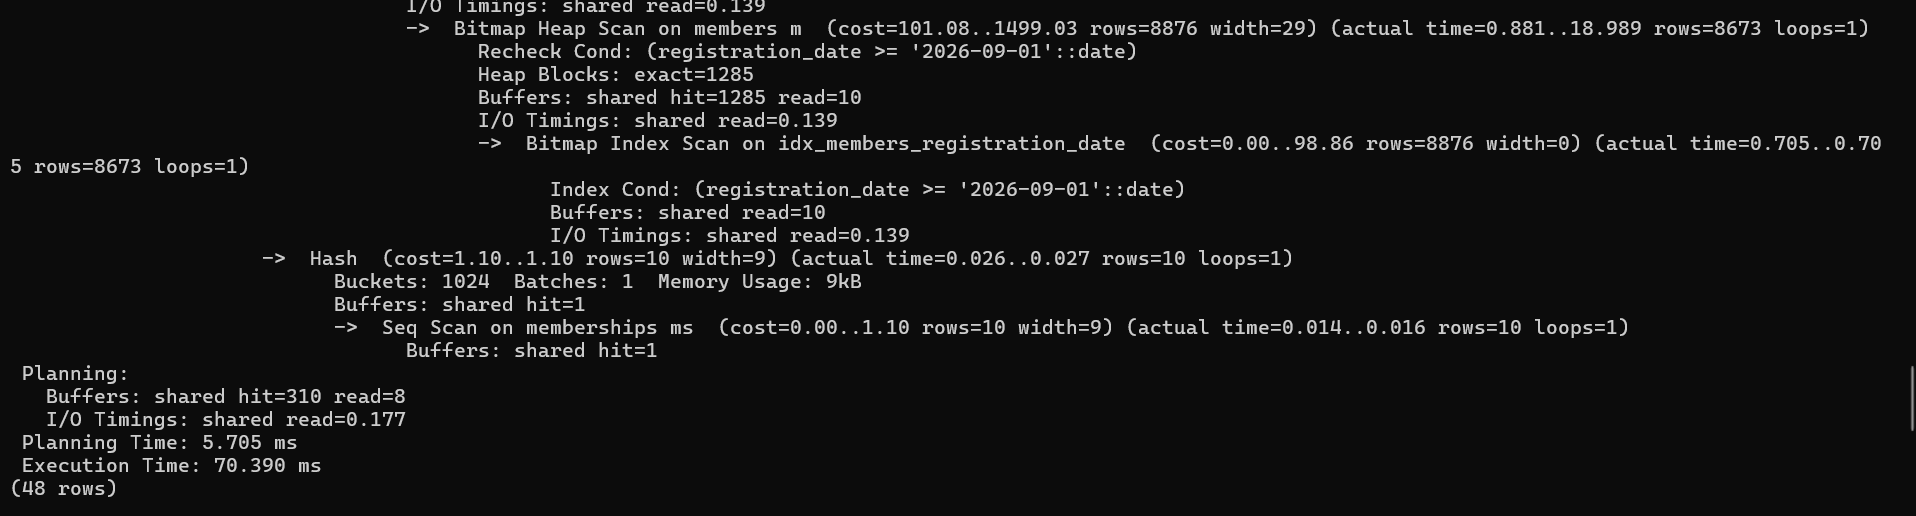 I/O Timings: shared read=0.139
->  Bitmap Heap Scan on members m  (cost=101.08..1499.03 rows=8876 width=29) (actual time=0.881..18.989 rows=8673 loops=1)
Recheck Cond: (registration_date >= '2026-09-01'::date)
Heap Blocks: exact=1285
Buffers: shared hit=1285 read=10
I/O Timings: shared read=0.139
->  Bitmap Index Scan on idx_members_registration_date  (cost=0.00..98.86 rows=8876 width=0) (actual time=0.705..0.70
5 rows=8673 loops=1)
Index Cond: (registration_date >= '2026-09-01'::date)
Buffers: shared read=10
I/O Timings: shared read=0.139
->  Hash  (cost=1.10..1.10 rows=10 width=9) (actual time=0.026..0.027 rows=10 loops=1)
Buckets: 1024  Batches: 1  Memory Usage: 9kB
Buffers: shared hit=1
->  Seq Scan on memberships ms  (cost=0.00..1.10 rows=10 width=9) (actual time=0.014..0.016 rows=10 loops=1)
Buffers: shared hit=1
Planning:
Buffers: shared hit=310 read=8
I/O Timings: shared read=0.177
Planning Time: 5.705 ms
Execution Time: 70.390 ms
(48 rows)